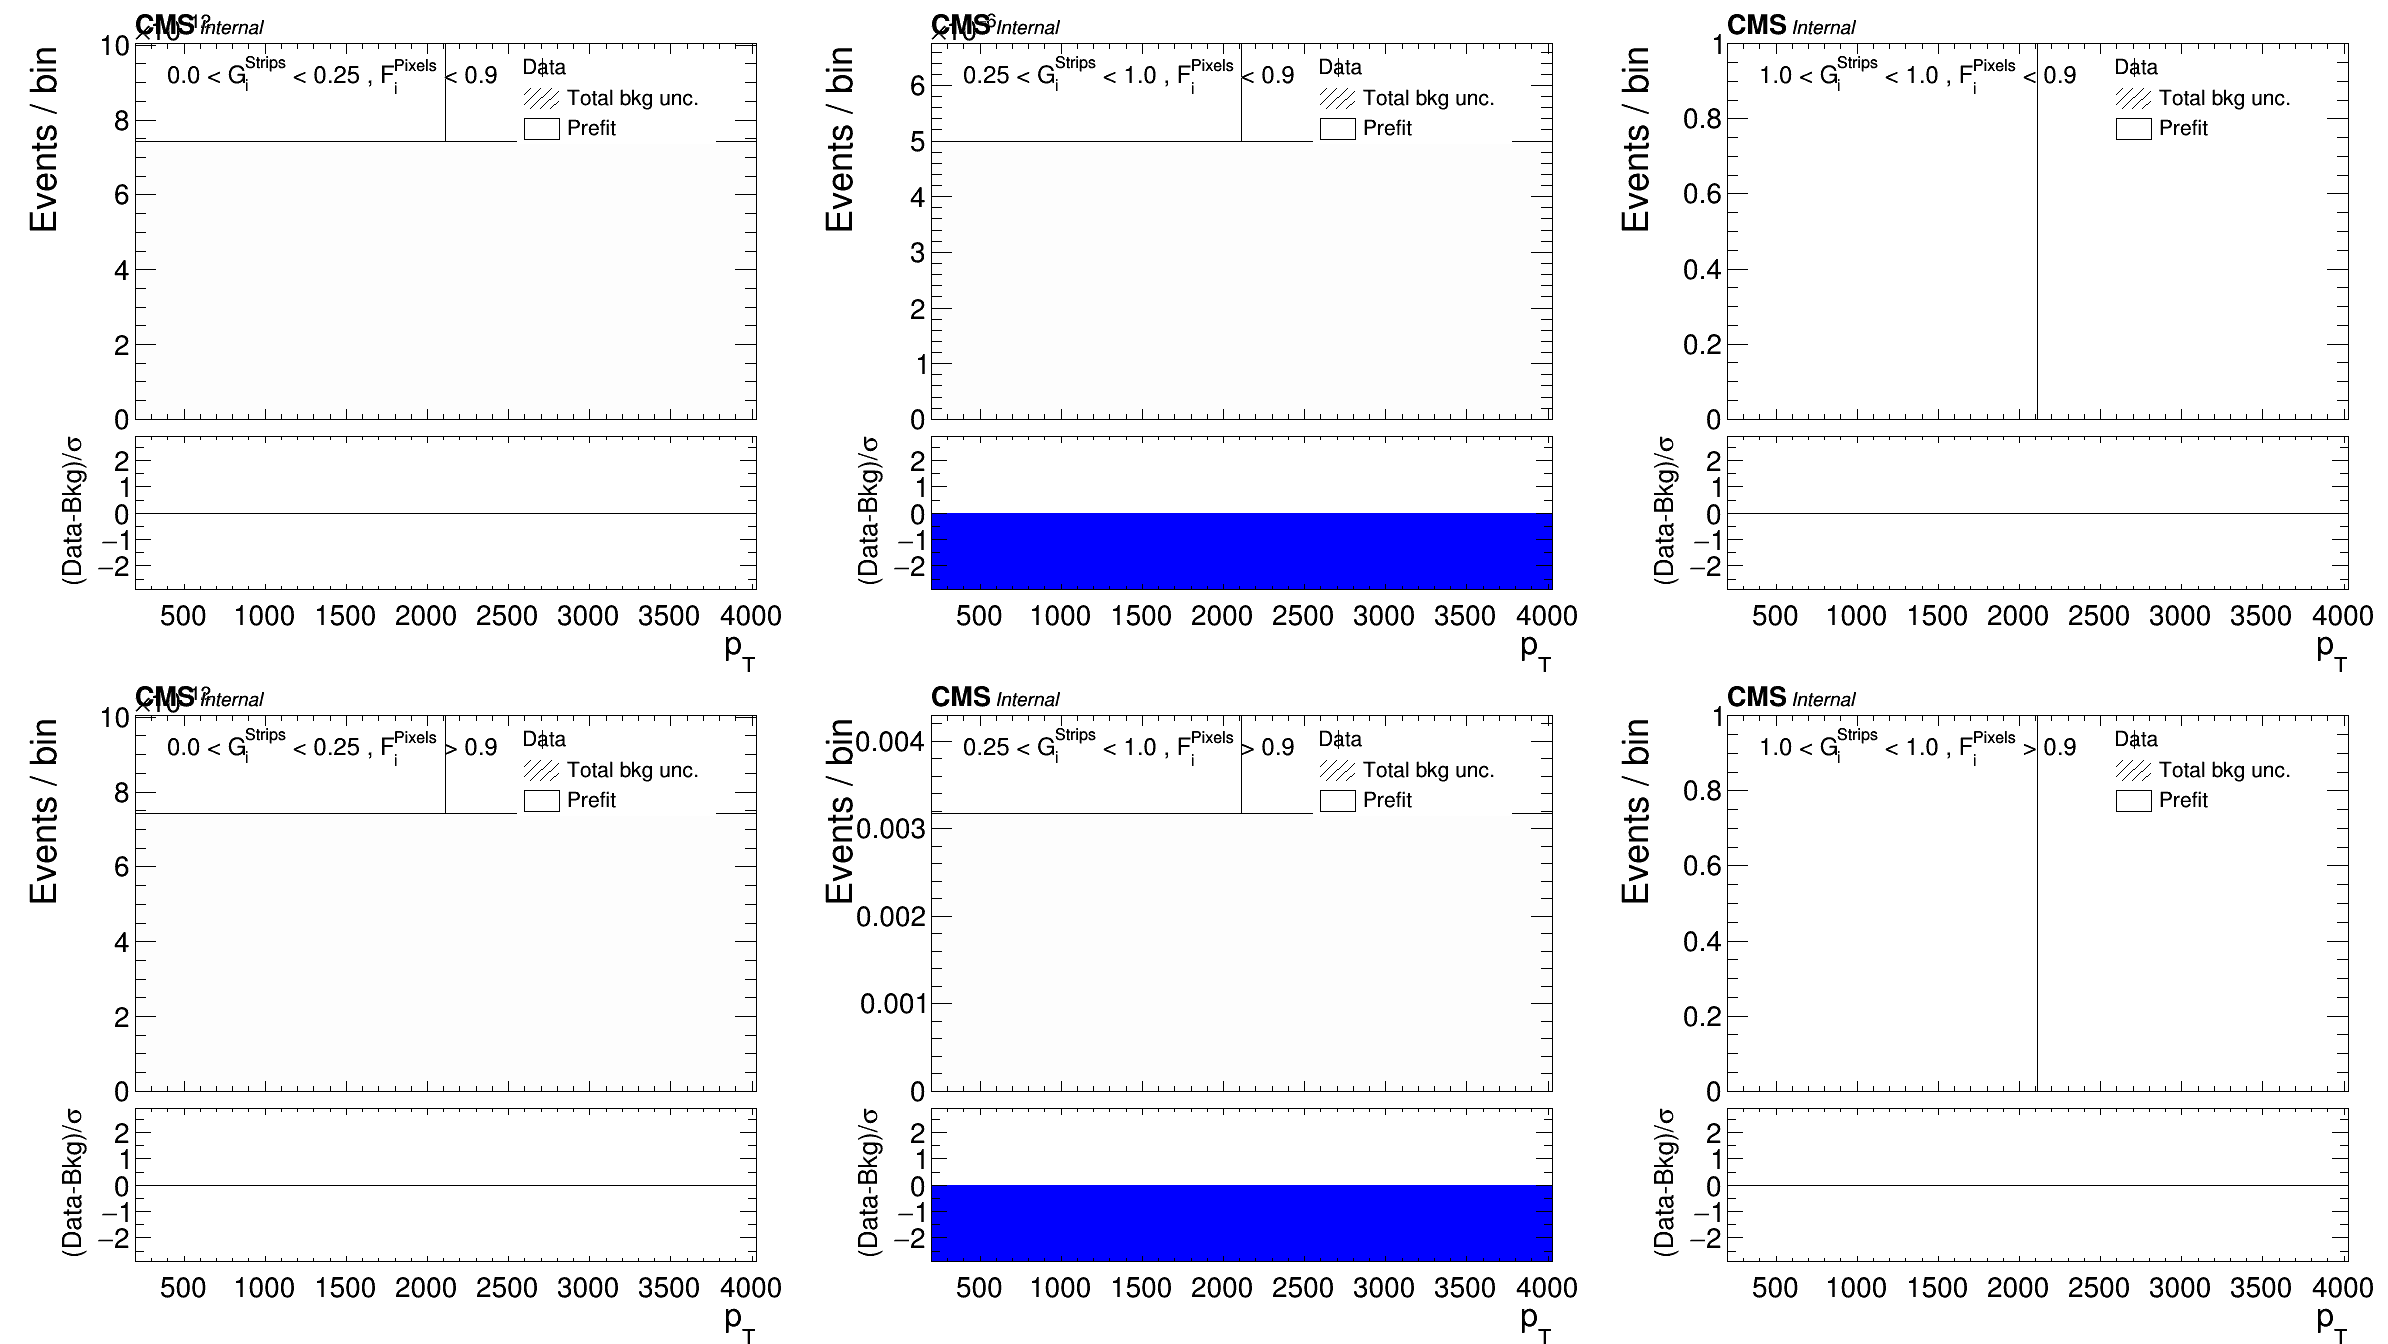 CMS Internal
Events / bin
0.0 < G_i^Strips < 0.25 , F_i^Pixels < 0.9
Data
Total bkg unc.
Prefit
10
8
6
4
2
0
(Data-Bkg)/σ
2
1
0
−1
−2
500 1000 1500 2000 2500 3000 3500 4000
p_T
CMS Internal
Events / bin
0.25 < G_i^Strips < 1.0 , F_i^Pixels < 0.9
Data
Total bkg unc.
Prefit
6
5
4
3
2
1
0
(Data-Bkg)/σ
2
1
0
−1
−2
500 1000 1500 2000 2500 3000 3500 4000
p_T
CMS Internal
Events / bin
1.0 < G_i^Strips < 1.0 , F_i^Pixels < 0.9
Data
Total bkg unc.
Prefit
1
0.8
0.6
0.4
0.2
0
(Data-Bkg)/σ
2
1
0
−1
−2
500 1000 1500 2000 2500 3000 3500 4000
p_T
CMS Internal
Events / bin
0.0 < G_i^Strips < 0.25 , F_i^Pixels > 0.9
Data
Total bkg unc.
Prefit
10
8
6
4
2
0
(Data-Bkg)/σ
2
1
0
−1
−2
500 1000 1500 2000 2500 3000 3500 4000
p_T
CMS Internal
Events / bin
0.25 < G_i^Strips < 1.0 , F_i^Pixels > 0.9
Data
Total bkg unc.
Prefit
0.004
0.003
0.002
0.001
0
(Data-Bkg)/σ
2
1
0
−1
−2
500 1000 1500 2000 2500 3000 3500 4000
p_T
CMS Internal
Events / bin
1.0 < G_i^Strips < 1.0 , F_i^Pixels > 0.9
Data
Total bkg unc.
Prefit
1
0.8
0.6
0.4
0.2
0
(Data-Bkg)/σ
2
1
0
−1
−2
500 1000 1500 2000 2500 3000 3500 4000
p_T